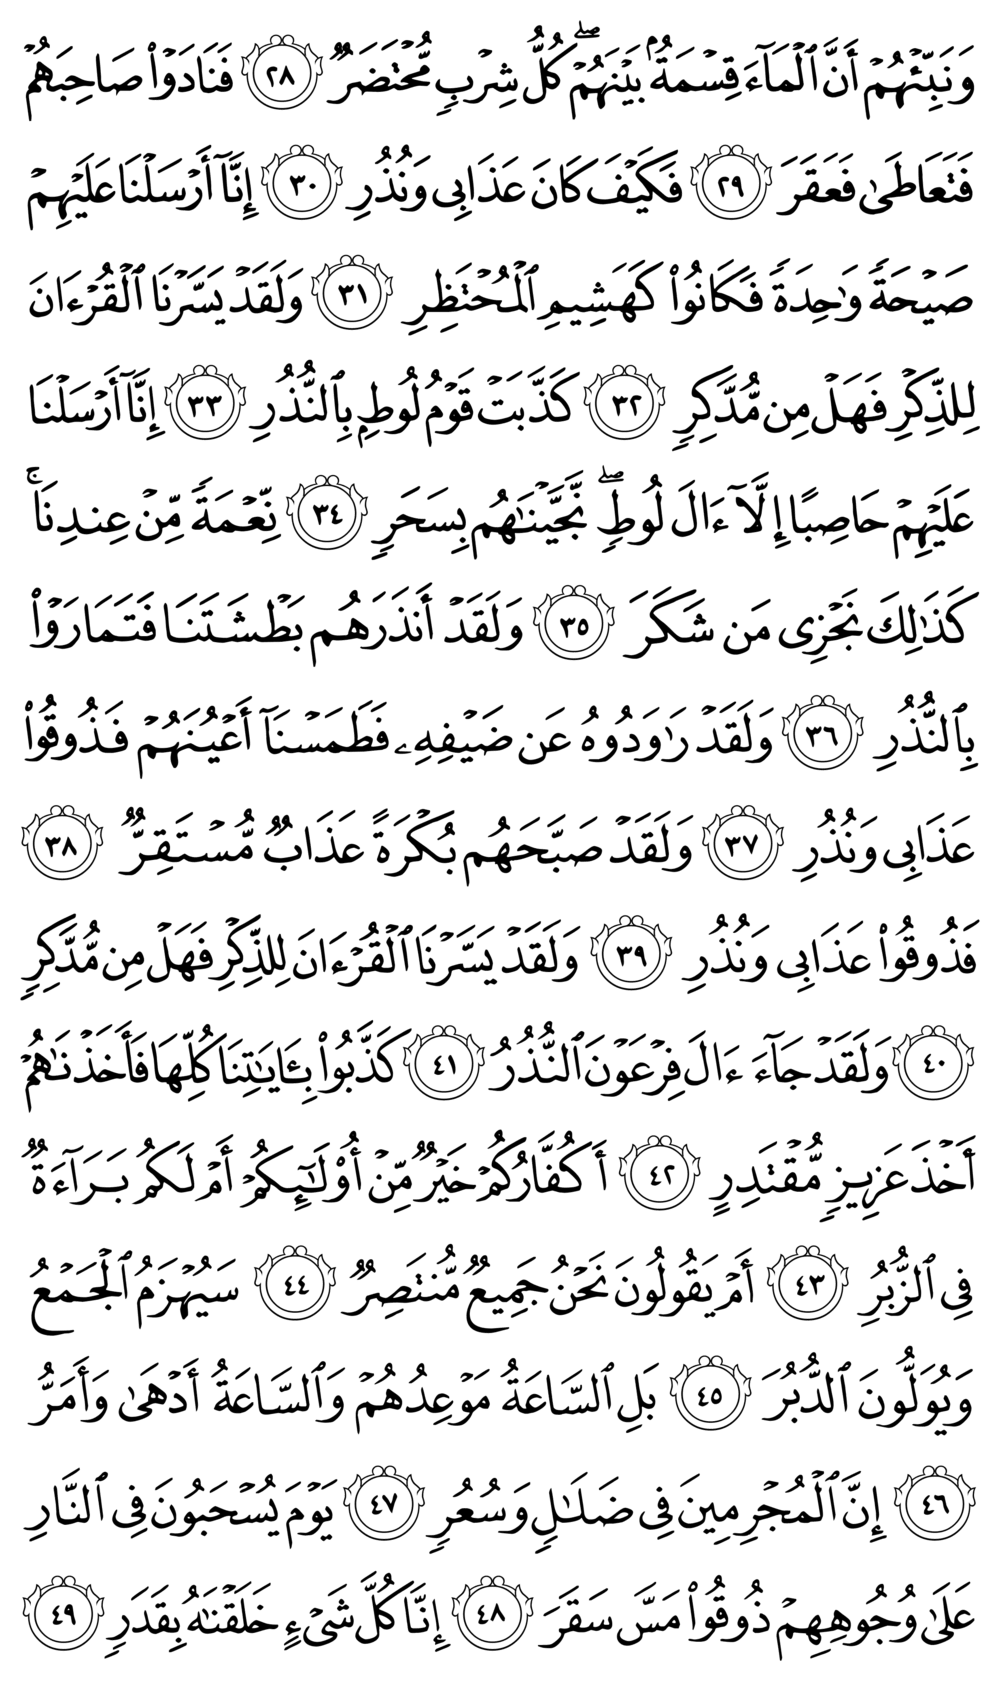 وَنَبِّئْهُمْ أَنَّ ٱلْمَآءَ قِسْمَةٌۢ بَيْنَهُمْ ۖ كُلُّ شِرْبٍ مُّحْتَضَرٌ ٢٨ فَنَادَوْا۟ صَاحِبَهُمْ
فَتَعَاطَىٰ فَعَقَرَ ٢٩ فَكَيْفَ كَانَ عَذَابِى وَنُذُرِ ٣٠ إِنَّآ أَرْسَلْنَا عَلَيْهِمْ
صَيْحَةً وَٰحِدَةً فَكَانُوا۟ كَهَشِيمِ ٱلْمُحْتَظِرِ ٣١ وَلَقَدْ يَسَّرْنَا ٱلْقُرْءَانَ
لِلذِّكْرِ فَهَلْ مِن مُّدَّكِرٍ ٣٢ كَذَّبَتْ قَوْمُ لُوطٍۭ بِٱلنُّذُرِ ٣٣ إِنَّآ أَرْسَلْنَا
عَلَيْهِمْ حَاصِبًا إِلَّآ ءَالَ لُوطٍ ۖ نَّجَّيْنَٰهُم بِسَحَرٍ ٣٤ نِّعْمَةً مِّنْ عِندِنَا ۚ
كَذَٰلِكَ نَجْزِى مَن شَكَرَ ٣٥ وَلَقَدْ أَنذَرَهُم بَطْشَتَنَا فَتَمَارَوْا۟
بِٱلنُّذُرِ ٣٦ وَلَقَدْ رَٰوَدُوهُ عَن ضَيْفِهِۦ فَطَمَسْنَآ أَعْيُنَهُمْ فَذُوقُوا۟
عَذَابِى وَنُذُرِ ٣٧ وَلَقَدْ صَبَّحَهُم بُكْرَةً عَذَابٌ مُّسْتَقِرٌّ ٣٨
فَذُوقُوا۟ عَذَابِى وَنُذُرِ ٣٩ وَلَقَدْ يَسَّرْنَا ٱلْقُرْءَانَ لِلذِّكْرِ فَهَلْ مِن مُّدَّكِرٍ
٤٠ وَلَقَدْ جَآءَ ءَالَ فِرْعَوْنَ ٱلنُّذُرُ ٤١ كَذَّبُوا۟ بِـَٔايَٰتِنَا كُلِّهَا فَأَخَذْنَٰهُمْ
أَخْذَ عَزِيزٍ مُّقْتَدِرٍ ٤٢ أَكُفَّارُكُمْ خَيْرٌ مِّنْ أُو۟لَٰٓئِكُمْ أَمْ لَكُم بَرَآءَةٌ
فِى ٱلزُّبُرِ ٤٣ أَمْ يَقُولُونَ نَحْنُ جَمِيعٌ مُّنتَصِرٌ ٤٤ سَيُهْزَمُ ٱلْجَمْعُ
وَيُوَلُّونَ ٱلدُّبُرَ ٤٥ بَلِ ٱلسَّاعَةُ مَوْعِدُهُمْ وَٱلسَّاعَةُ أَدْهَىٰ وَأَمَرُّ
٤٦ إِنَّ ٱلْمُجْرِمِينَ فِى ضَلَٰلٍ وَسُعُرٍ ٤٧ يَوْمَ يُسْحَبُونَ فِى ٱلنَّارِ
عَلَىٰ وُجُوهِهِمْ ذُوقُوا۟ مَسَّ سَقَرَ ٤٨ إِنَّا كُلَّ شَىْءٍ خَلَقْنَٰهُ بِقَدَرٍ ٤٩